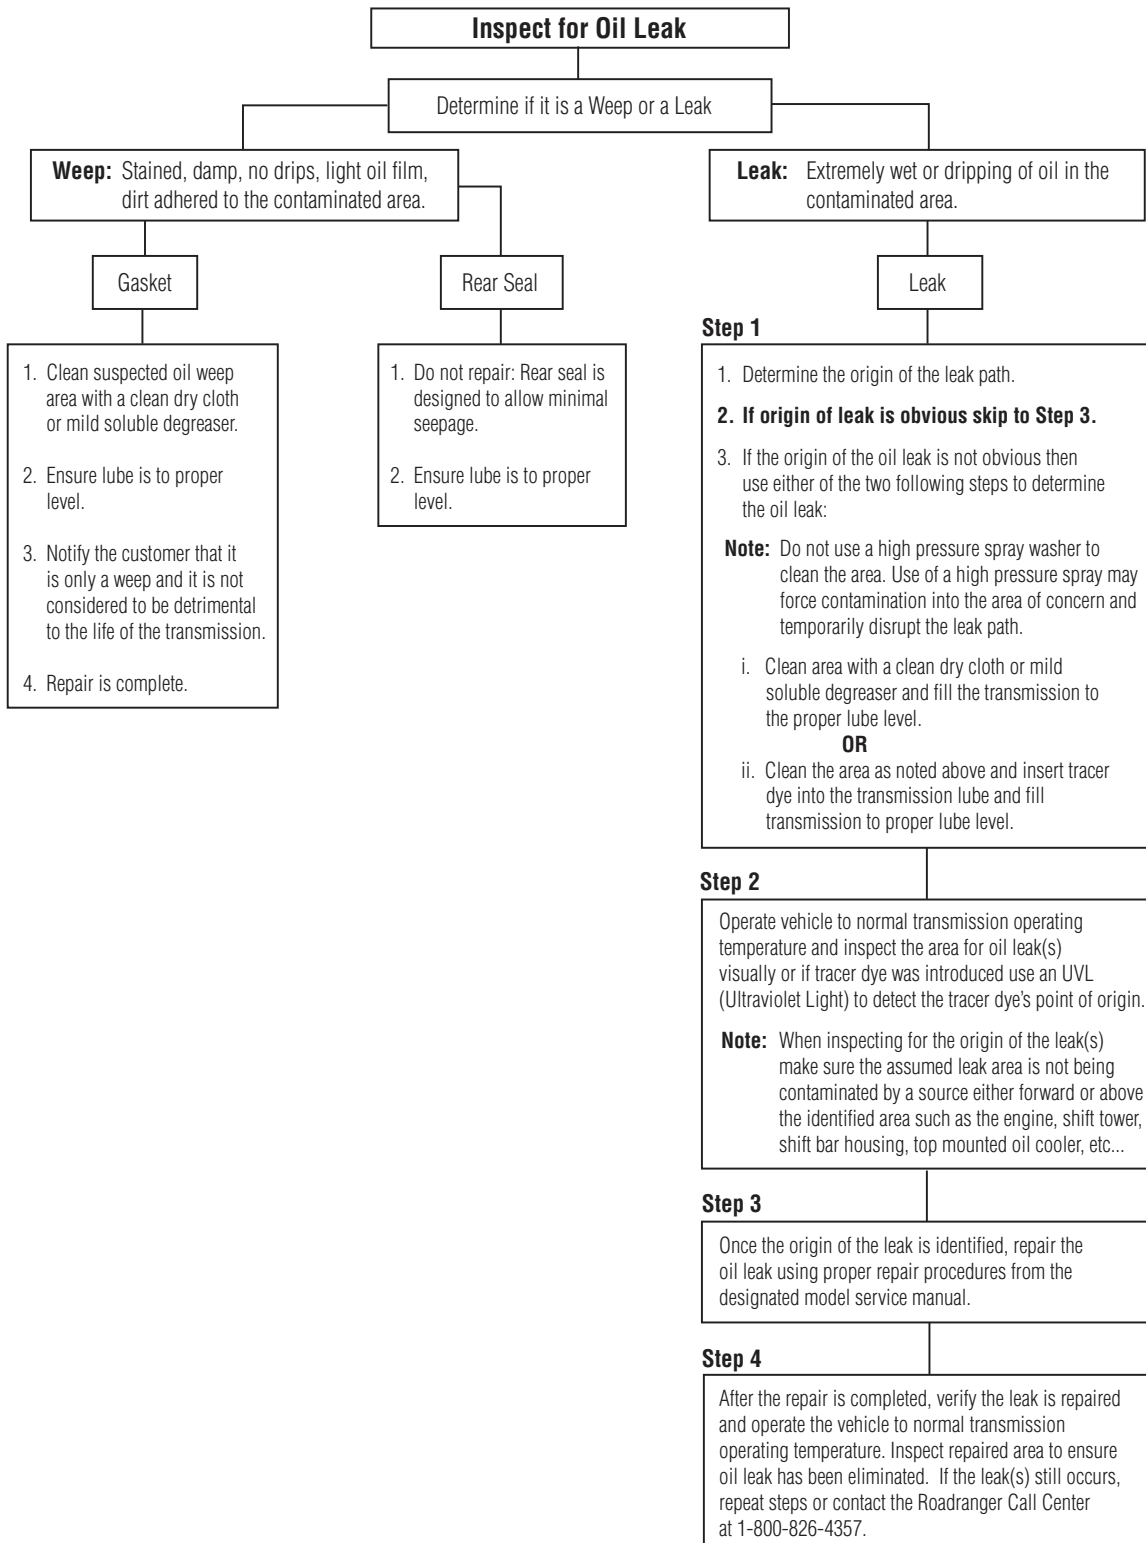 Inspect for Oil Leak
Determine if it is a Weep or a Leak
Weep: Stained, damp, no drips, light oil film,
dirt adhered to the contaminated area.
Leak: Extremely wet or dripping of oil in the
contaminated area.
Gasket
Rear Seal
Leak
1. Clean suspected oil weep
area with a clean dry cloth
or mild soluble degreaser.
2. Ensure lube is to proper
level.
3. Notify the customer that it
is only a weep and it is not
considered to be detrimental
to the life of the transmission.
4. Repair is complete.
1. Do not repair: Rear seal is
designed to allow minimal
seepage.
2. Ensure lube is to proper
level.
Step 1
1. Determine the origin of the leak path.
2. If origin of leak is obvious skip to Step 3.
3. If the origin of the oil leak is not obvious then
use either of the two following steps to determine
the oil leak:
Note: Do not use a high pressure spray washer to
clean the area. Use of a high pressure spray may
force contamination into the area of concern and
temporarily disrupt the leak path.
i. Clean area with a clean dry cloth or mild
soluble degreaser and fill the transmission to
the proper lube level.
OR
ii. Clean the area as noted above and insert tracer
dye into the transmission lube and fill
transmission to proper lube level.
Step 2
Operate vehicle to normal transmission operating
temperature and inspect the area for oil leak(s)
visually or if tracer dye was introduced use an UVL
(Ultraviolet Light) to detect the tracer dye's point of origin.
Note: When inspecting for the origin of the leak(s)
make sure the assumed leak area is not being
contaminated by a source either forward or above
the identified area such as the engine, shift tower,
shift bar housing, top mounted oil cooler, etc...
Step 3
Once the origin of the leak is identified, repair the
oil leak using proper repair procedures from the
designated model service manual.
Step 4
After the repair is completed, verify the leak is repaired
and operate the vehicle to normal transmission
operating temperature. Inspect repaired area to ensure
oil leak has been eliminated. If the leak(s) still occurs,
repeat steps or contact the Roadranger Call Center
at 1-800-826-4357.